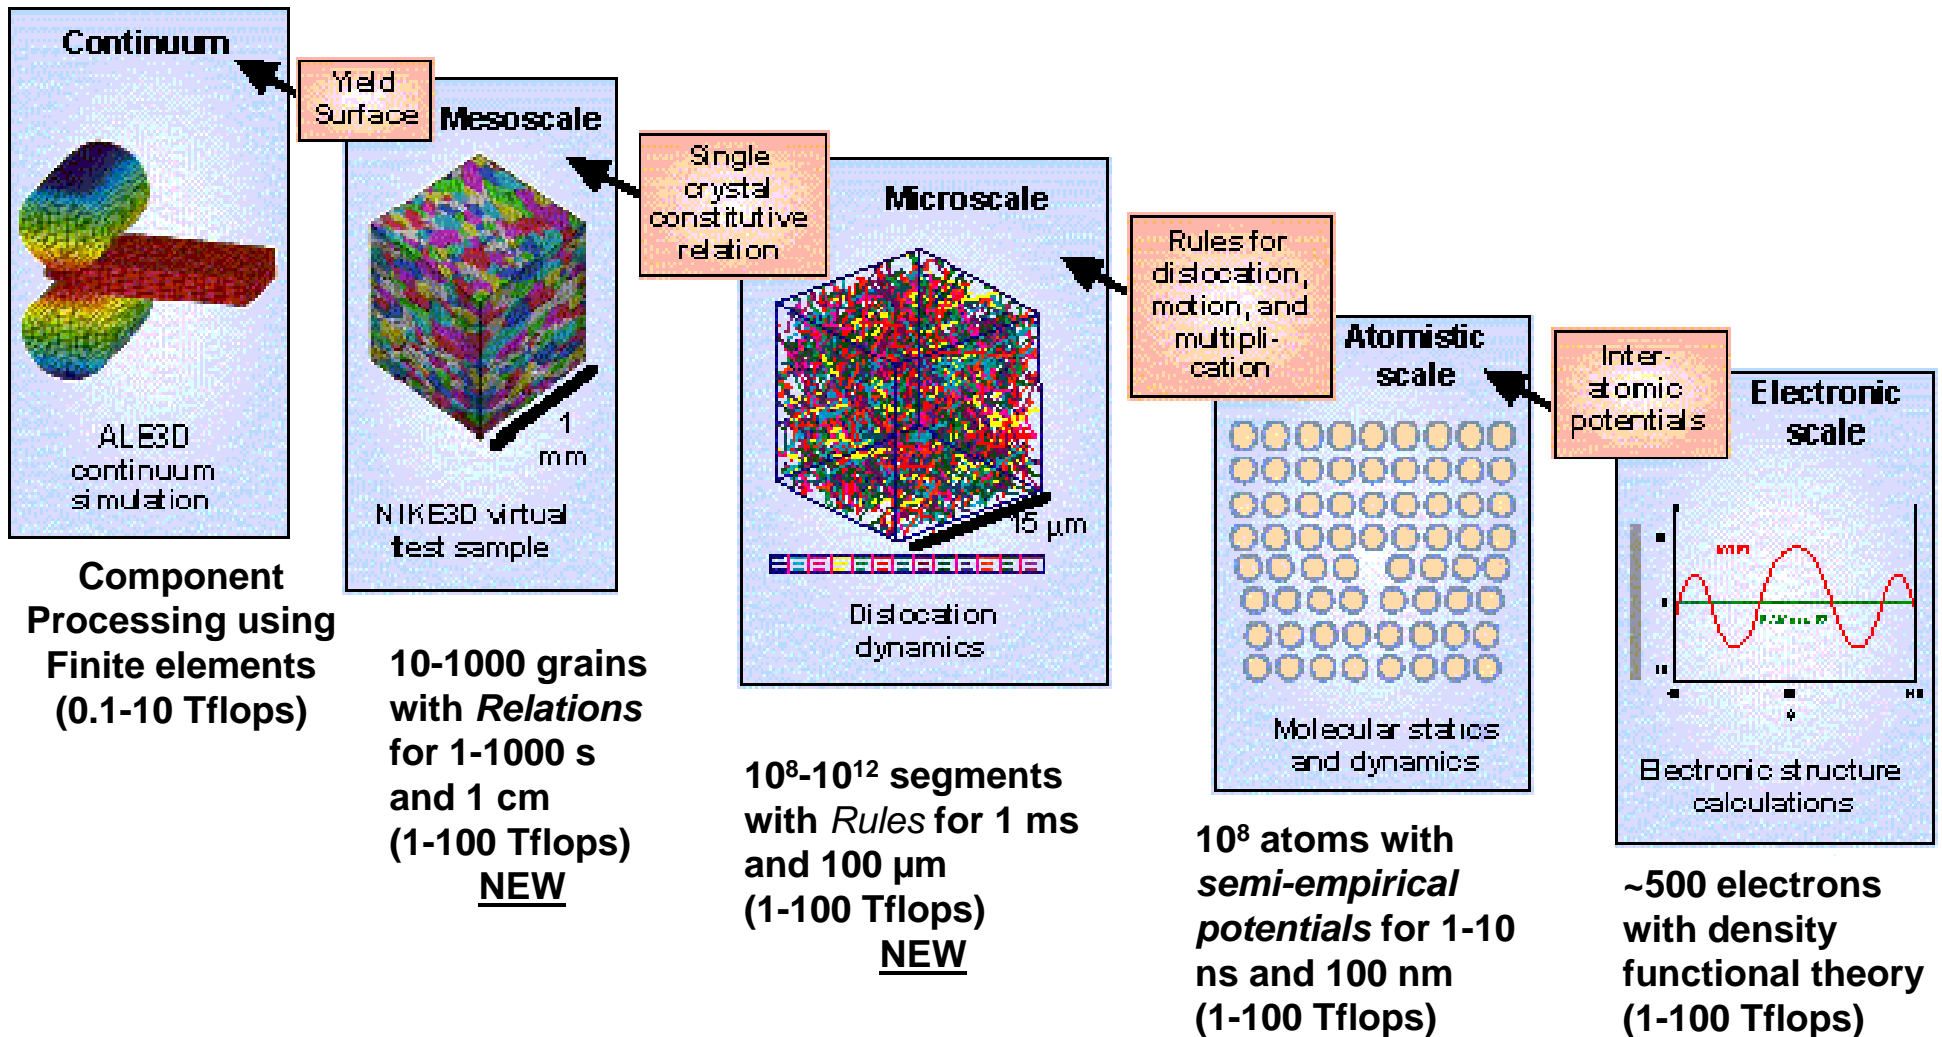 Continuum
ALE3D
continuum
simulation
Component
Processing using
Finite elements
(0.1-10 Tflops)
Yield
Surface
Mesoscale
1
mm
NIKE3D virtual
test sample
10-1000 grains
with Relations
for 1-1000 s
and 1 cm
(1-100 Tflops)
NEW
Single
crystal
constitutive
relation
Microscale
15 μm
Dislocation
dynamics
10⁸-10¹² segments
with Rules for 1 ms
and 100 µm
(1-100 Tflops)
NEW
Rules for
dislocation,
motion, and
multipli-
cation
Atomistic
scale
Molecular statics
and dynamics
10⁸ atoms with
semi-empirical
potentials for 1-10
ns and 100 nm
(1-100 Tflops)
Inter-
atomic
potentials
Electronic
scale
Electronic structure
calculations
~500 electrons
with density
functional theory
(1-100 Tflops)